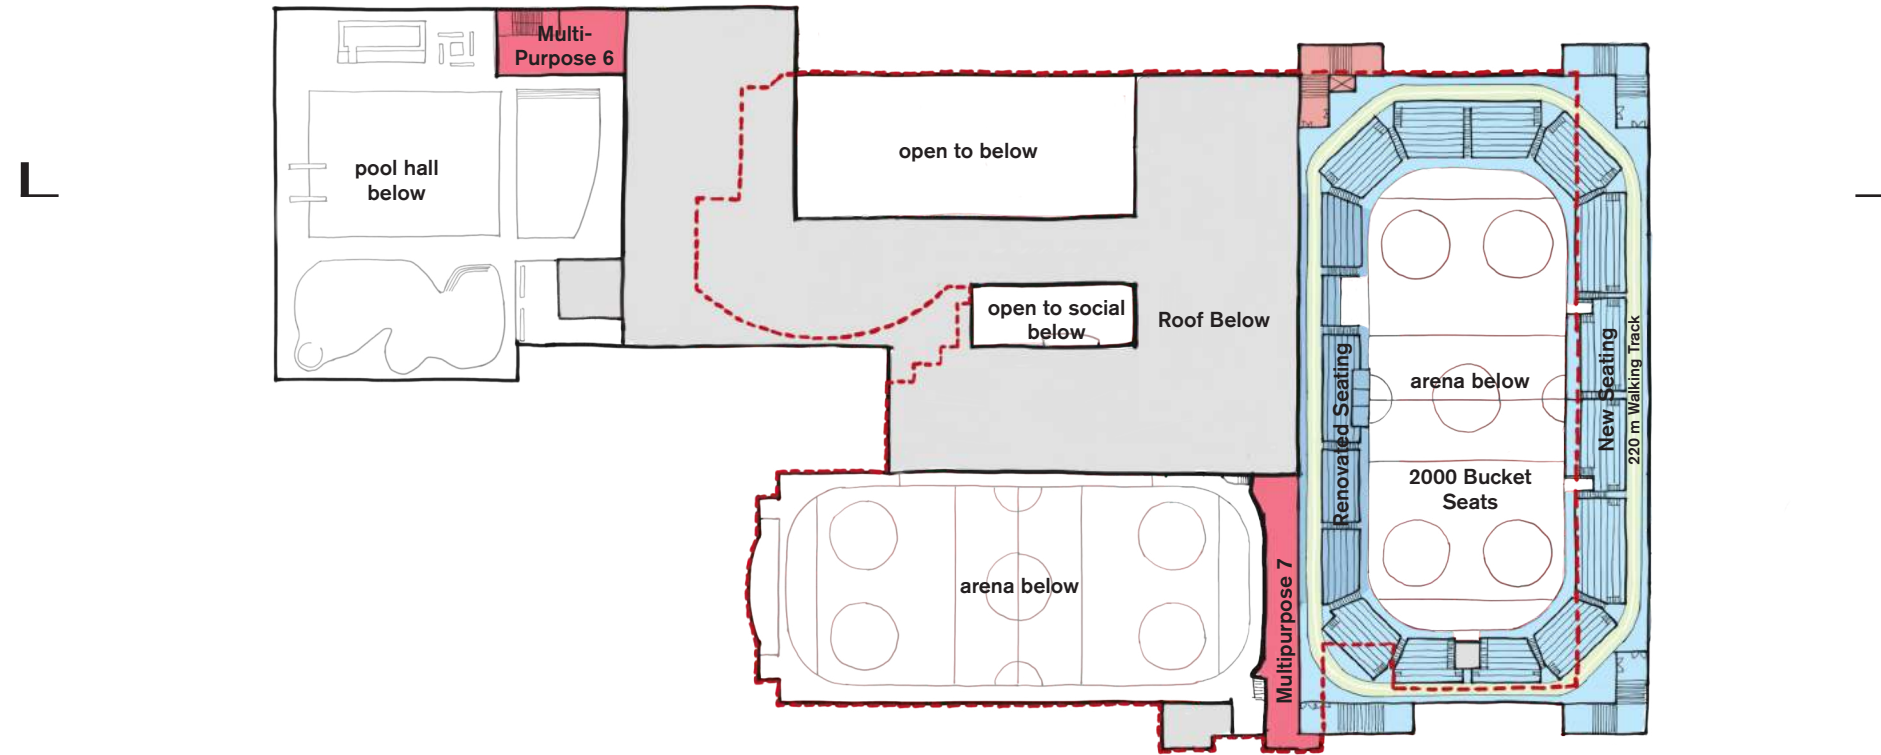 Multi-
Purpose 6
pool hall
below
open to below
open to social
below
Roof Below
arena below
Renovated Seating
New Seating
220 m Walking Track
2000 Bucket
Seats
arena below
Multipurpose 7